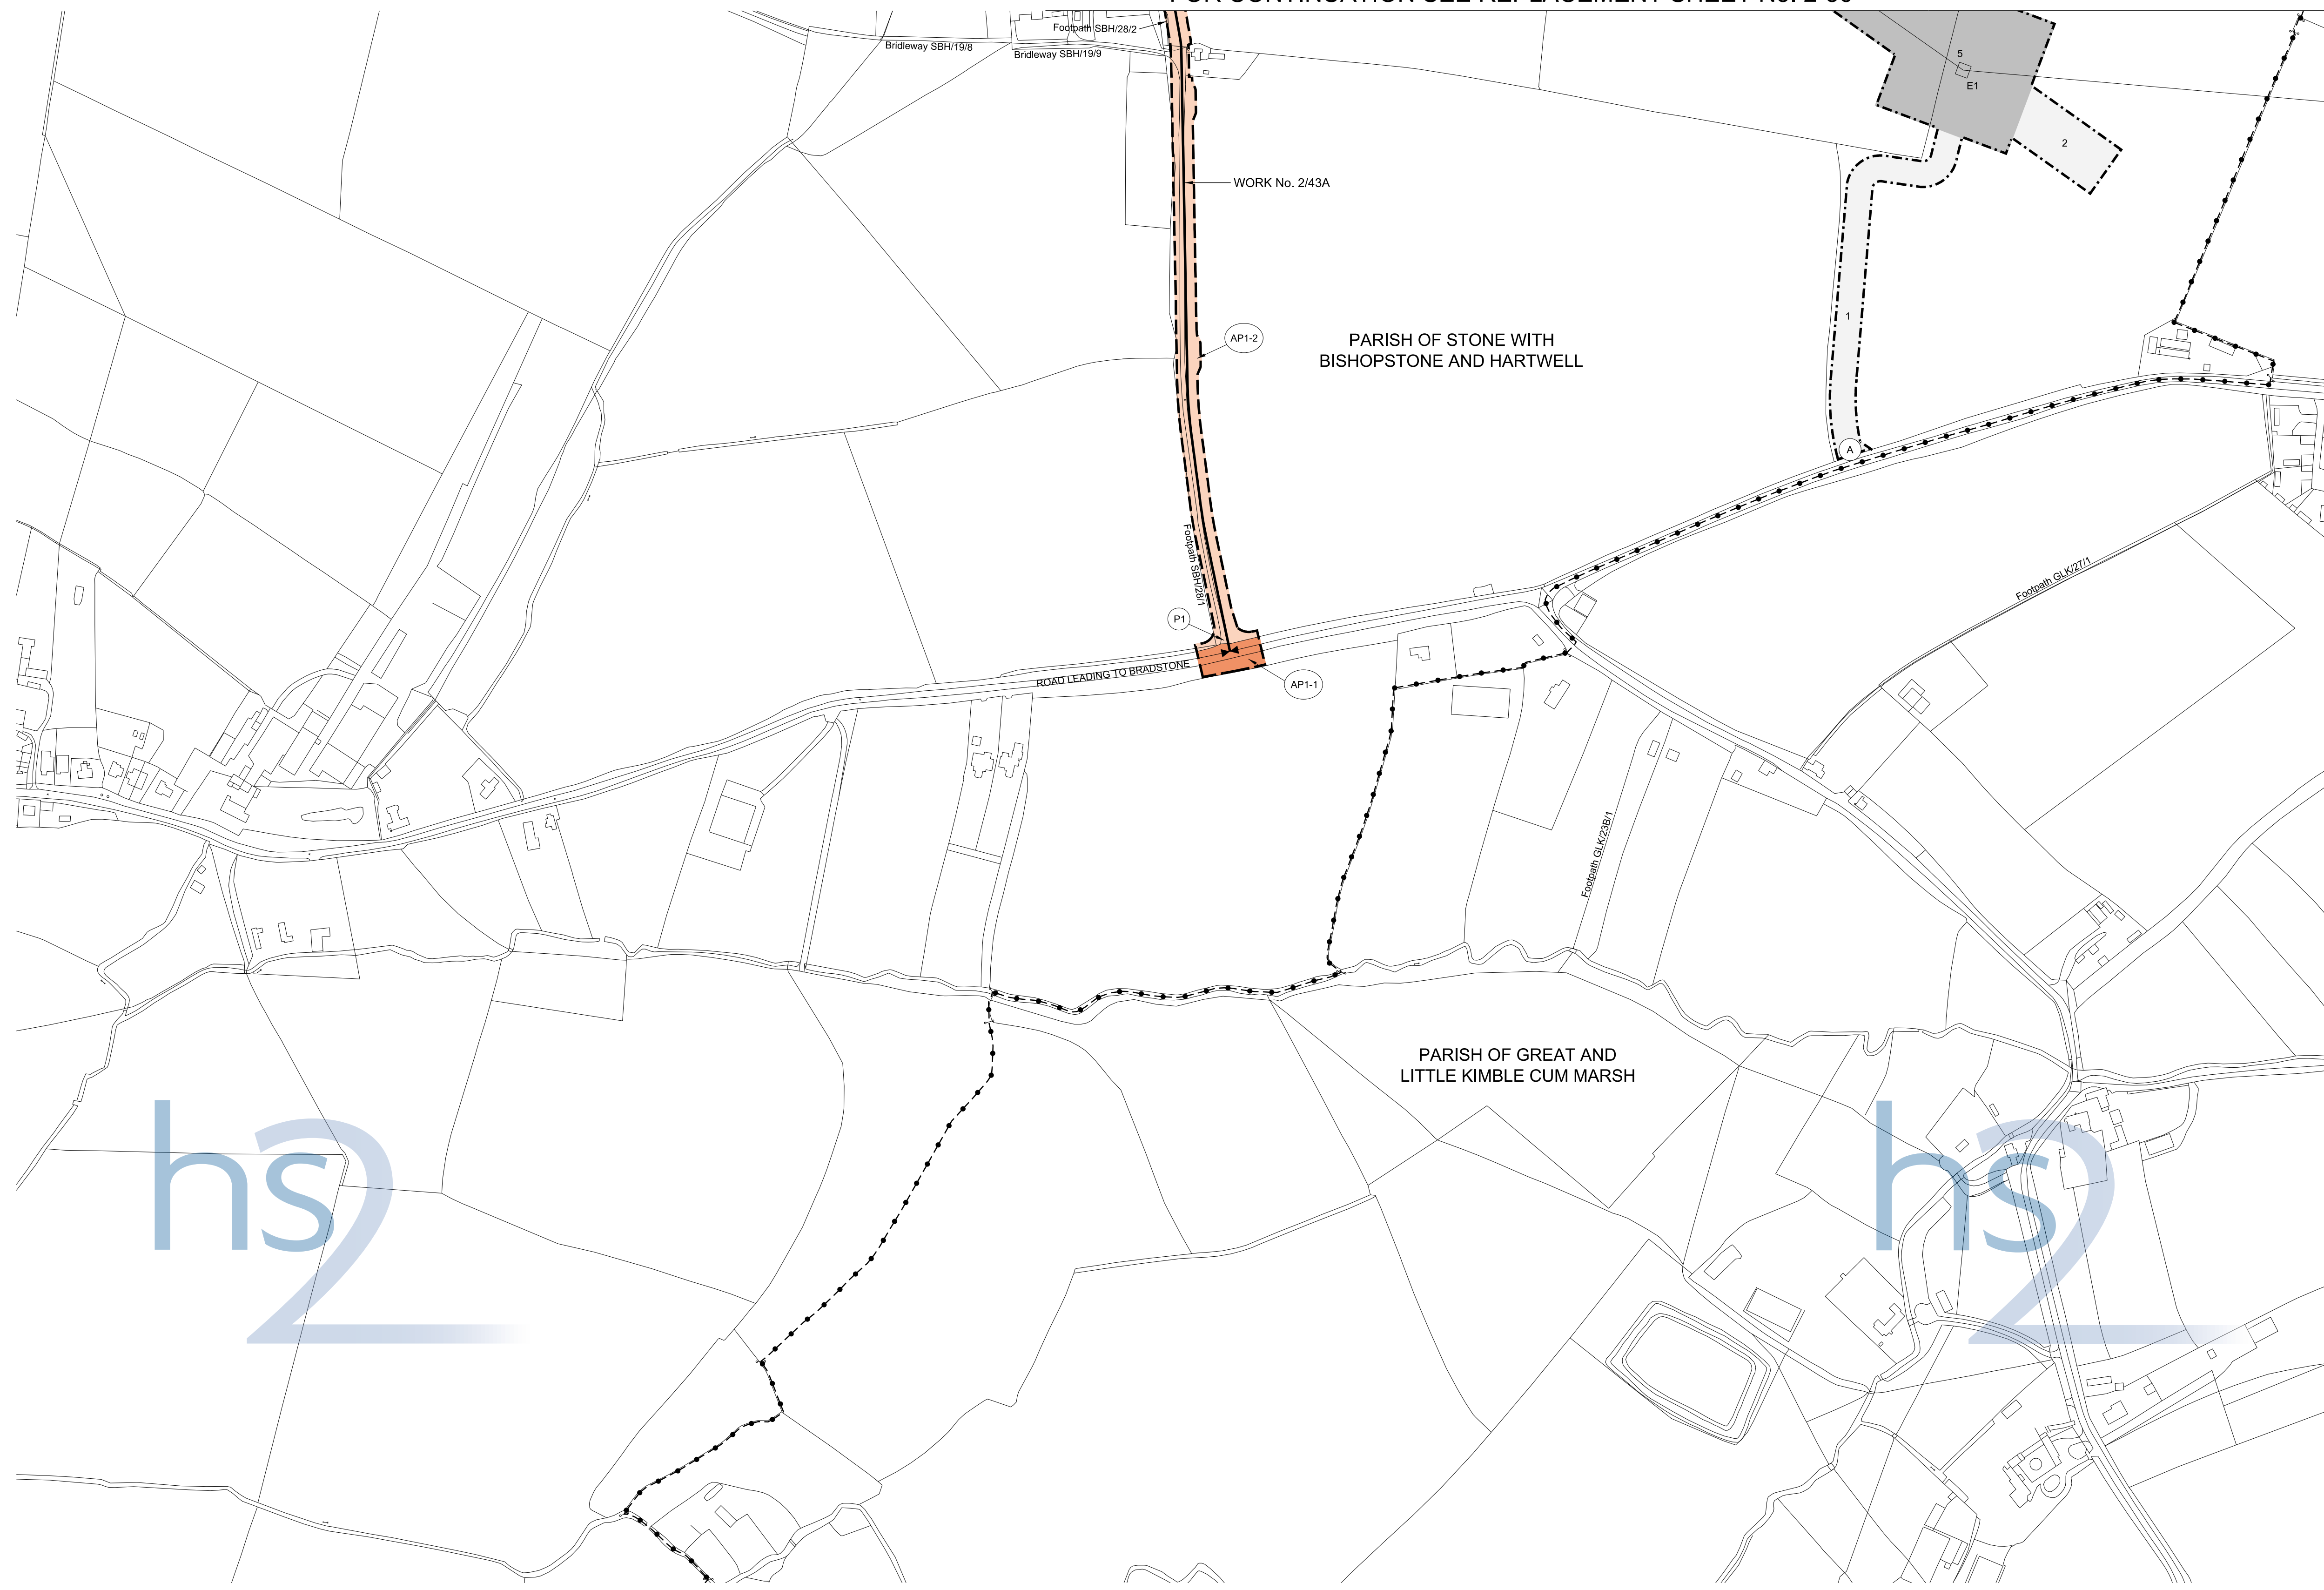 Footpath SBH/28/2
Bridleway SBH/19/8
Bridleway SBH/19/9
5
E1
2
WORK No. 2/43A
1
AP1-2
PARISH OF STONE WITH
BISHOPSTONE AND HARTWELL
A
Footpath SBH/28/1
Footpath GLK/27/1
P1
ROAD LEADING TO BRADSTONE
AP1-1
Footpath GLK/23B/1
PARISH OF GREAT AND
LITTLE KIMBLE CUM MARSH
hs2
hs2